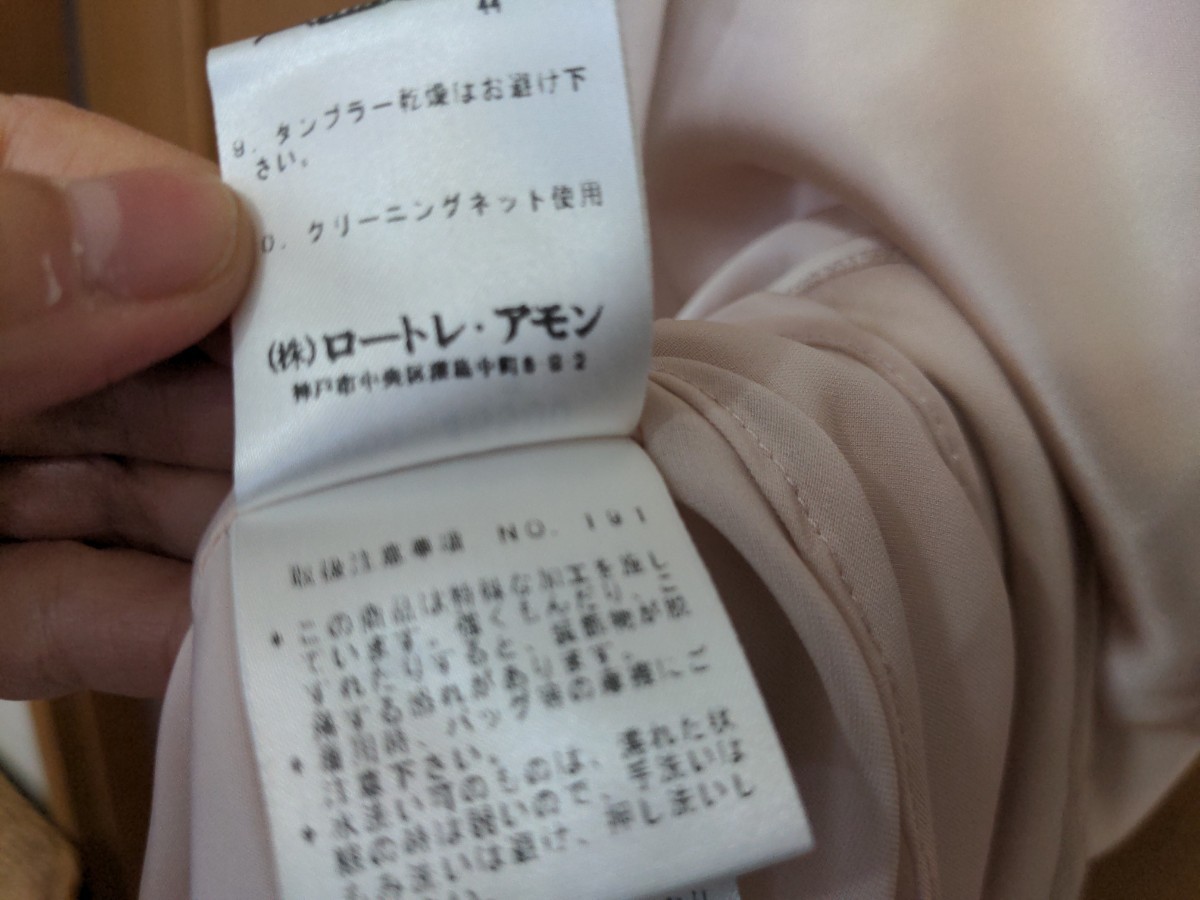 44
9. タンブラー乾燥はお避け下
さい。
0. クリーニングネット使用
(株)ロートレ・アモン
神戸市中央区港島中町6 9 2
取扱注意事項 NO. 191
* この商品は特殊な加工を施し
ています。強くもんだり、こ
すれたりすると、装飾物が脱
落する恐れがあります。
* 着用時、バッグ等の摩擦にご
注意下さい。
* 水洗い可のものは、濡れた状
態の時は弱いので、手洗いは
もみ洗いは避け、押し洗いし